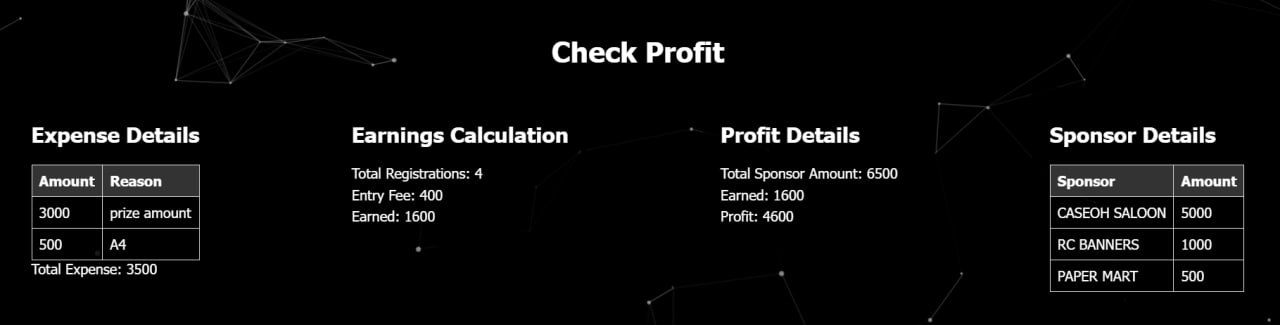 Check Profit
Expense Details
Amount Reason
3000 prize amount
500 A4
Total Expense: 3500
Earnings Calculation
Total Registrations: 4
Entry Fee: 400
Earned: 1600
Profit Details
Total Sponsor Amount: 6500
Earned: 1600
Profit: 4600
Sponsor Details
Sponsor Amount
CASEOH SALOON 5000
RC BANNERS 1000
PAPER MART 500